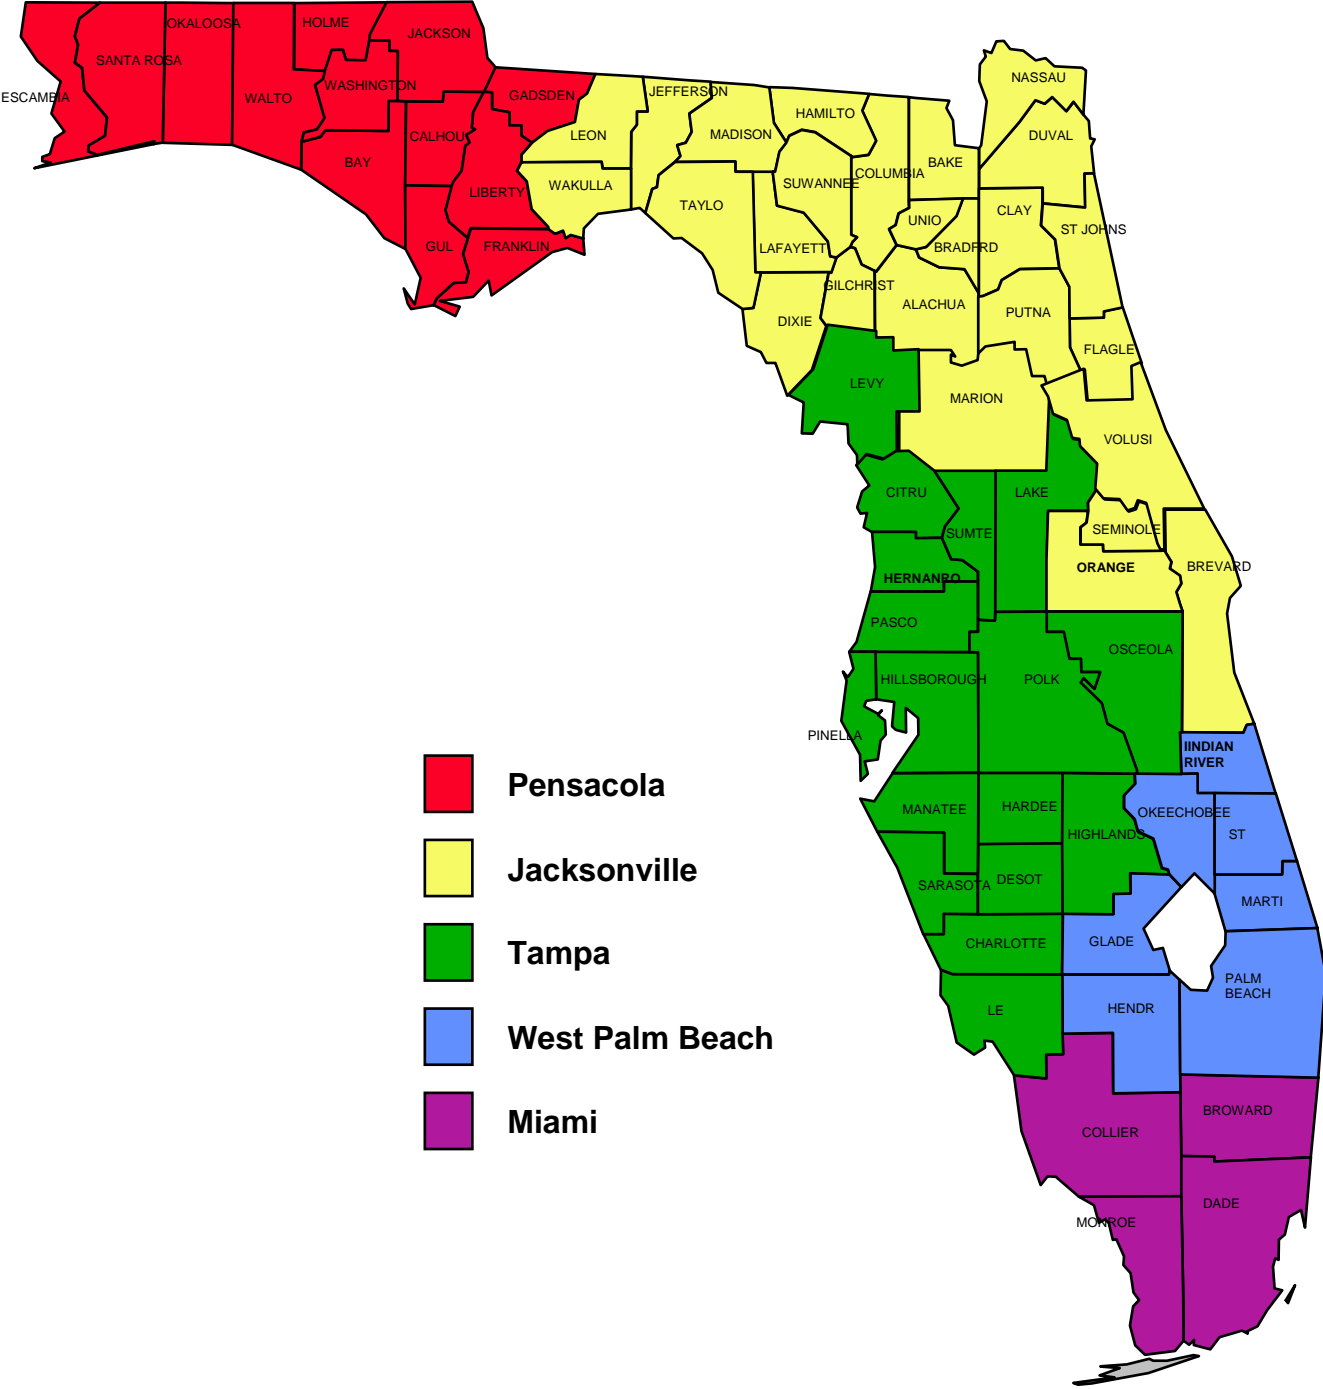 OKALOOSA
HOLME
JACKSON
SANTA ROSA
ESCAMBIA
WALTO
WASHINGTON
GADSDEN
JEFFERSON
NASSAU
CALHOU
LEON
MADISON
HAMILTO
DUVAL
BAY
LIBERTY
WAKULLA
SUWANNEE
COLUMBIA
BAKE
TAYLO
UNIO
CLAY
GUL
FRANKLIN
LAFAYETT
BRADFRD
ST JOHNS
GILCHRIST
ALACHUA
PUTNA
DIXIE
FLAGLE
LEVY
MARION
VOLUSI
CITRU
LAKE
SUMTE
SEMINOLE
HERNANRO
ORANGE
BREVARD
PASCO
OSCEOLA
HILLSBOROUGH
POLK
PINELLA
IINDIAN
RIVER
MANATEE
HARDEE
OKEECHOBEE
HIGHLANDS
ST
SARASOTA
DESOT
MARTI
CHARLOTTE
GLADE
PALM
BEACH
LE
HENDR
BROWARD
COLLIER
DADE
MONROE
Pensacola
Jacksonville
Tampa
West Palm Beach
Miami